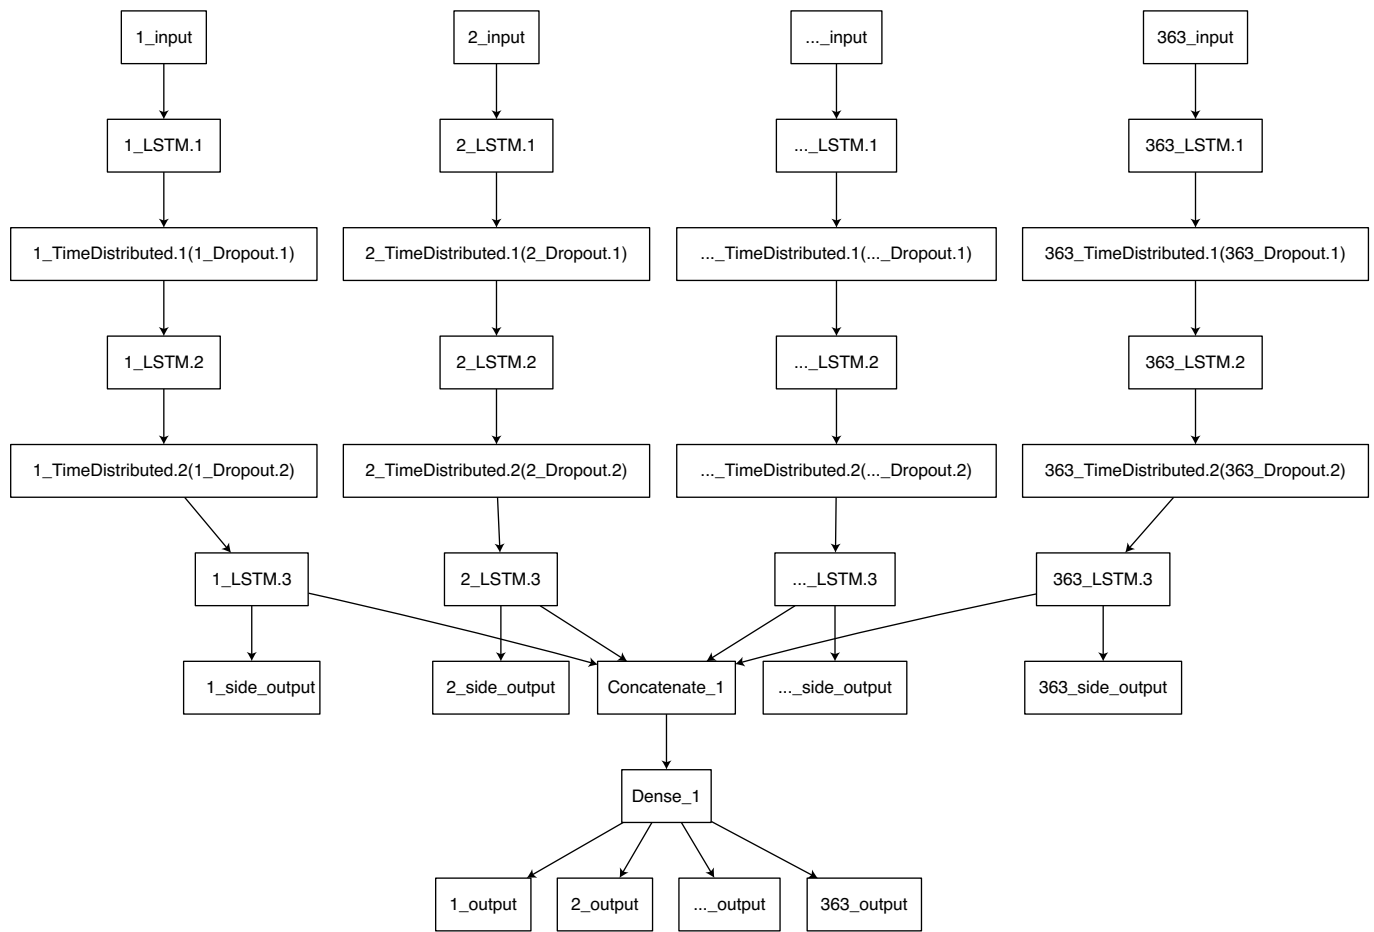 1_input
2_input
..._input
363_input
1_LSTM.1
2_LSTM.1
..._LSTM.1
363_LSTM.1
1_TimeDistributed.1(1_Dropout.1)
2_TimeDistributed.1(2_Dropout.1)
..._TimeDistributed.1(..._Dropout.1)
363_TimeDistributed.1(363_Dropout.1)
1_LSTM.2
2_LSTM.2
..._LSTM.2
363_LSTM.2
1_TimeDistributed.2(1_Dropout.2)
2_TimeDistributed.2(2_Dropout.2)
..._TimeDistributed.2(..._Dropout.2)
363_TimeDistributed.2(363_Dropout.2)
1_LSTM.3
2_LSTM.3
..._LSTM.3
363_LSTM.3
1_side_output
2_side_output
Concatenate_1
..._side_output
363_side_output
Dense_1
1_output
2_output
..._output
363_output